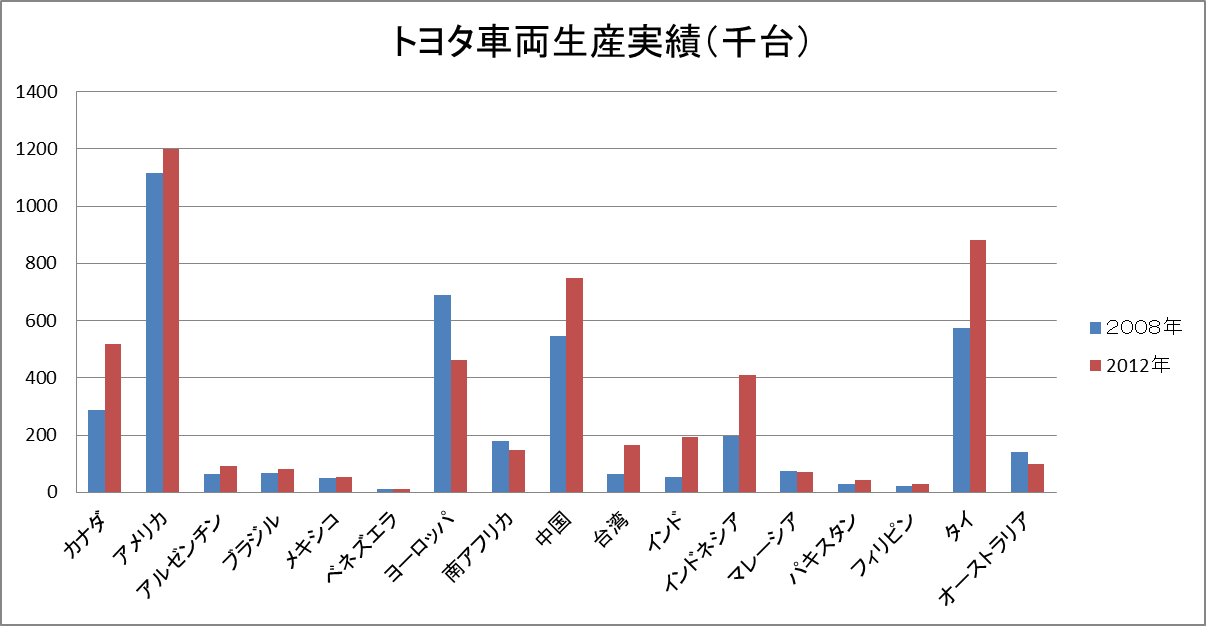 トヨタ車両生産実績（千台）
1400
1200
1000
800
600
400
200
0
カナダ
アメリカ
アルゼンチン
ブラジル
メキシコ
ベネズエラ
ヨーロッパ
南アフリカ
中国
台湾
インド
インドネシア
マレーシア
パキスタン
フィリピン
タイ
オーストラリア
２００８年
2012年